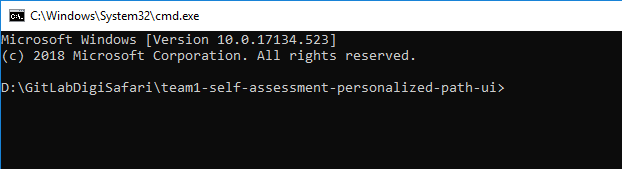 C:\Windows\System32\cmd.exe
Microsoft Windows [Version 10.0.17134.523]
(c) 2018 Microsoft Corporation. All rights reserved.
D:\GitLabDigiSafari\team1-self-assessment-personalized-path-ui>